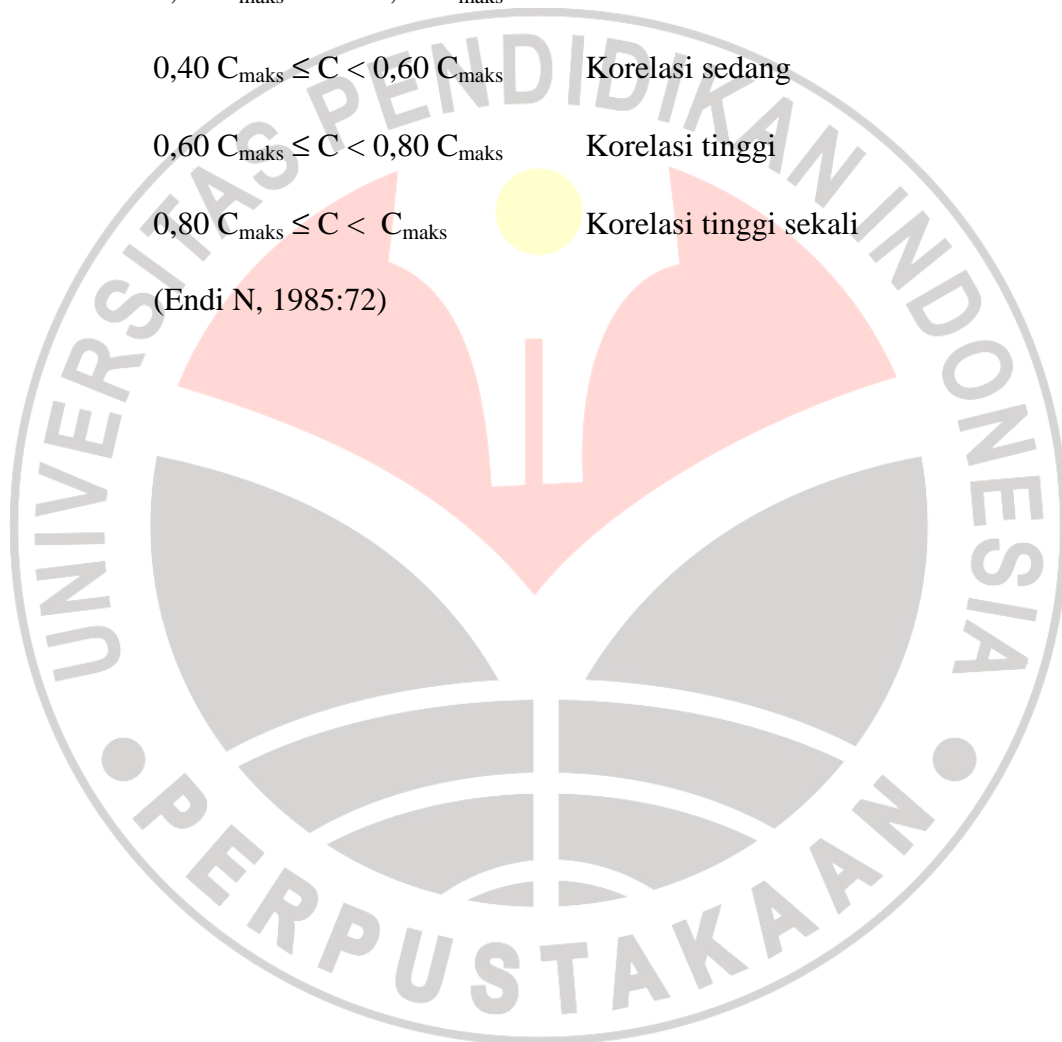 0,40 C_maks ≤ C < 0,60 C_maks Korelasi sedang
0,60 C_maks ≤ C < 0,80 C_maks Korelasi tinggi
0,80 C_maks ≤ C < C_maks Korelasi tinggi sekali
(Endi N, 1985:72)
UNIVERSITAS PENDIDIKAN INDONESIA
PERPUSTAKAAN